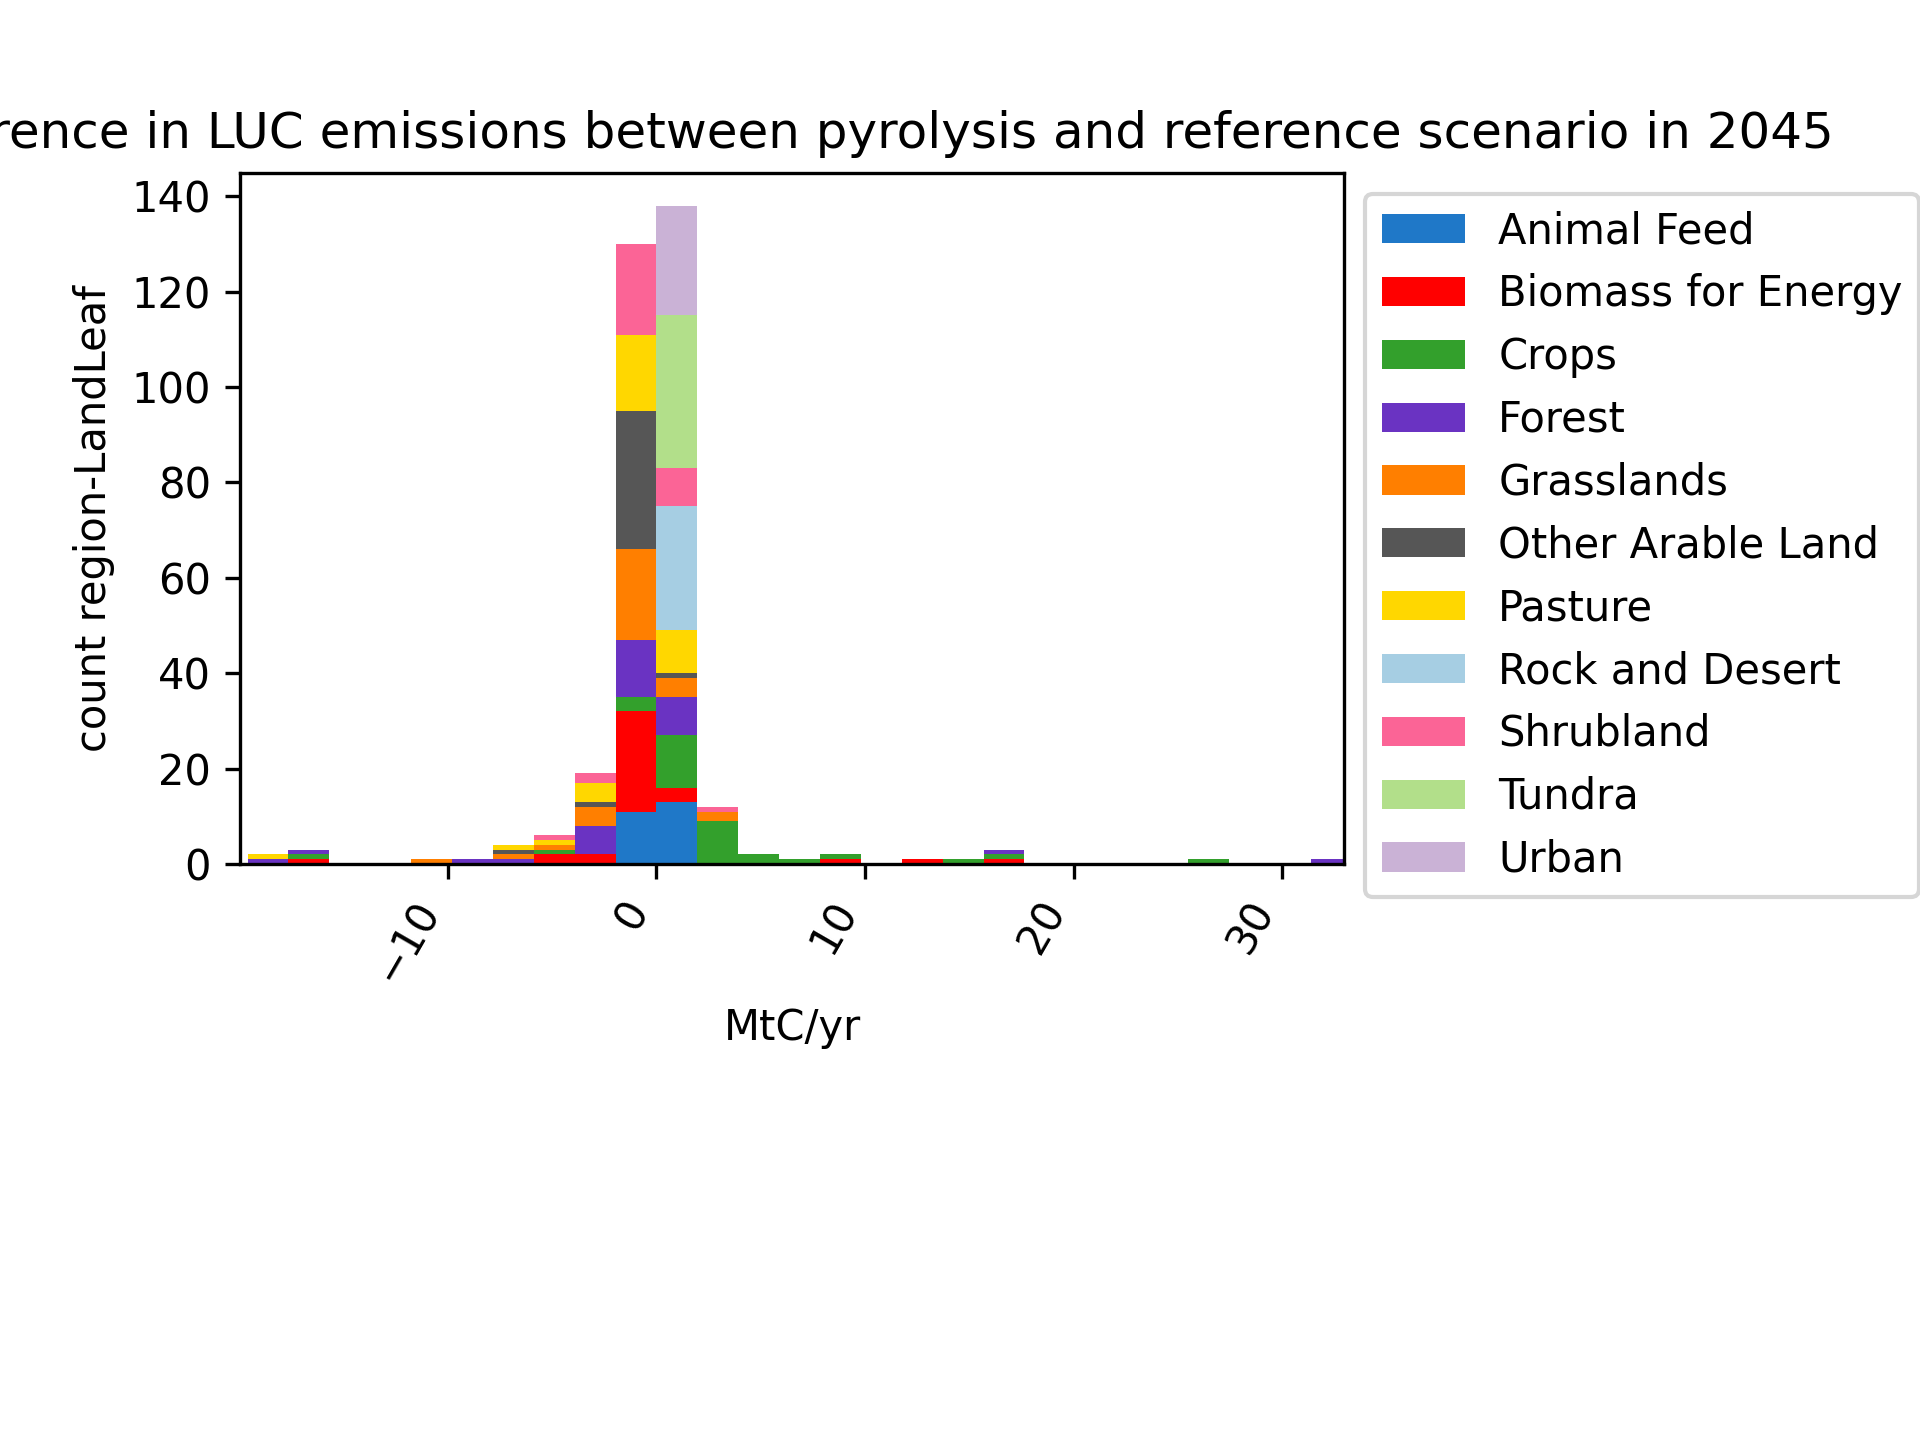 rence in LUC emissions between pyrolysis and reference scenario in 2045
140
120
100
80
60
40
20
0
count region-LandLeaf
−10
0
10
20
30
MtC/yr
Animal Feed
Biomass for Energy
Crops
Forest
Grasslands
Other Arable Land
Pasture
Rock and Desert
Shrubland
Tundra
Urban